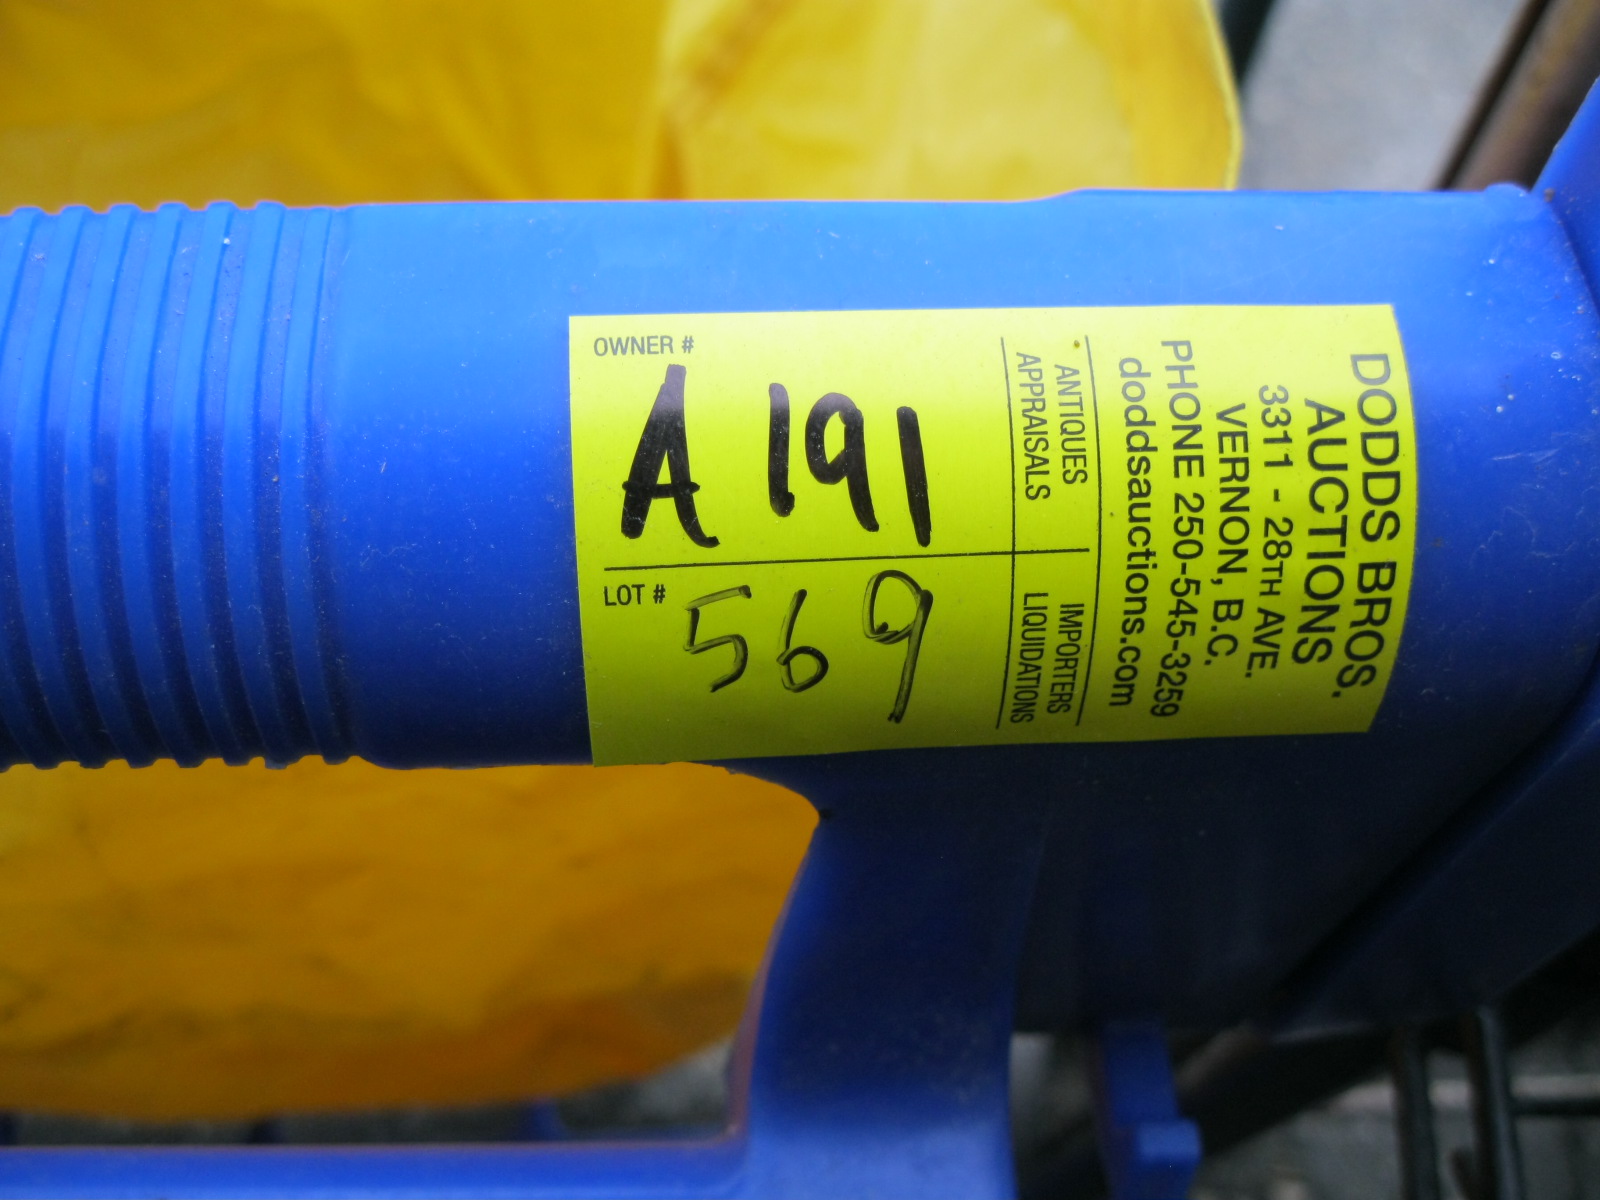 DODDS BROS.
AUCTIONS
3311 - 28TH AVE.
VERNON, B.C.
PHONE 250-545-3259
doddsauctions.com
ANTIQUES IMPORTERS
APPRAISALS LIQUIDATIONS
OWNER #
A 191
LOT #
569